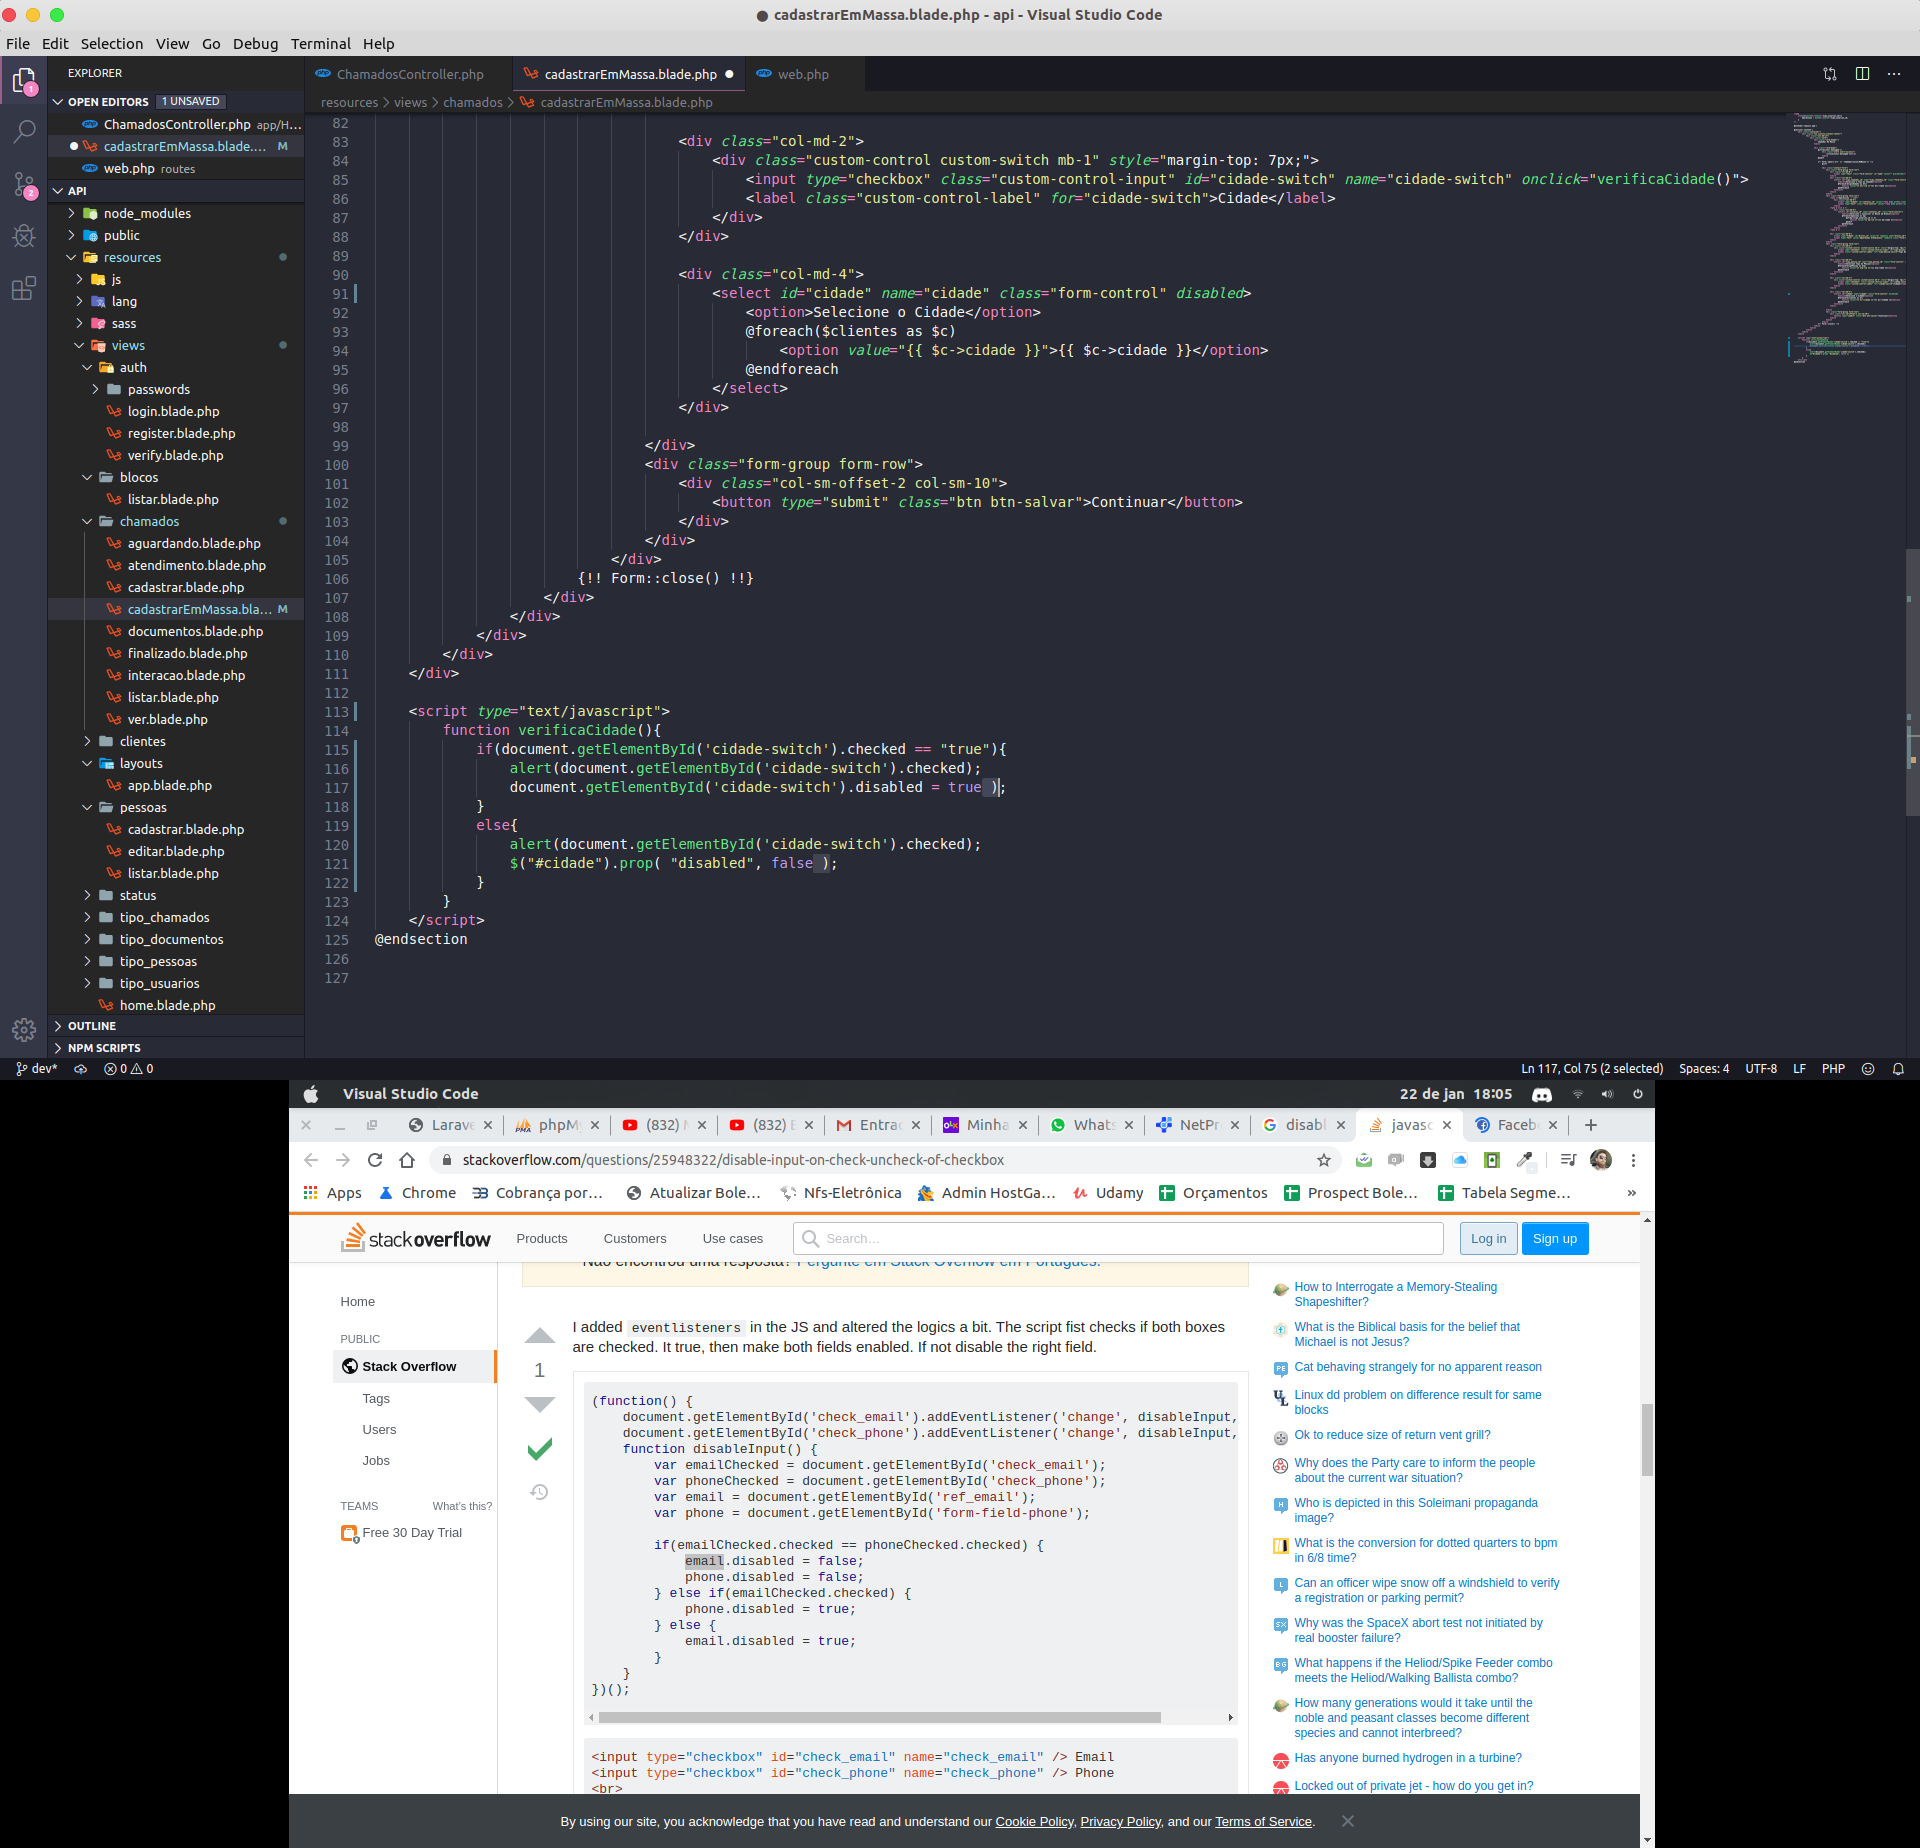 ● cadastrarEmMassa.blade.php - api - Visual Studio Code
File Edit Selection View Go Debug Terminal Help
EXPLORER
OPEN EDITORS 1 UNSAVED
ChamadosController.php app/H...
cadastrarEmMassa.blade.... M
web.php routes
API
node_modules
public
resources
js
lang
sass
views
auth
passwords
login.blade.php
register.blade.php
verify.blade.php
blocos
listar.blade.php
chamados
aguardando.blade.php
atendimento.blade.php
cadastrar.blade.php
cadastrarEmMassa.bla... M
documentos.blade.php
finalizado.blade.php
interacao.blade.php
listar.blade.php
ver.blade.php
clientes
layouts
app.blade.php
pessoas
cadastrar.blade.php
editar.blade.php
listar.blade.php
status
tipo_chamados
tipo_documentos
tipo_pessoas
tipo_usuarios
home.blade.php
OUTLINE
NPM SCRIPTS
1
2
ChamadosController.php cadastrarEmMassa.blade.php ● web.php
resources > views > chamados > cadastrarEmMassa.blade.php
82
83 <div class="col-md-2">
84 <div class="custom-control custom-switch mb-1" style="margin-top: 7px;">
85 <input type="checkbox" class="custom-control-input" id="cidade-switch" name="cidade-switch" onclick="verificaCidade()">
86 <label class="custom-control-label" for="cidade-switch">Cidade</label>
87 </div>
88 </div>
89
90 <div class="col-md-4">
91 <select id="cidade" name="cidade" class="form-control" disabled>
92 <option>Selecione o Cidade</option>
93 @foreach($clientes as $c)
94 <option value="{{ $c->cidade }}">{{ $c->cidade }}</option>
95 @endforeach
96 </select>
97 </div>
98
99 </div>
100 <div class="form-group form-row">
101 <div class="col-sm-offset-2 col-sm-10">
102 <button type="submit" class="btn btn-salvar">Continuar</button>
103 </div>
104 </div>
105 </div>
106 {!! Form::close() !!}
107 </div>
108 </div>
109 </div>
110 </div>
111 </div>
112
113 <script type="text/javascript">
114 function verificaCidade(){
115 if(document.getElementById('cidade-switch').checked == "true"){
116 alert(document.getElementById('cidade-switch').checked);
117 document.getElementById('cidade-switch').disabled = true );
118 }
119 else{
120 alert(document.getElementById('cidade-switch').checked);
121 $("#cidade").prop( "disabled", false );
122 }
123 }
124 </script>
125 @endsection
126
127
dev* 0 0 Ln 117, Col 75 (2 selected) Spaces: 4 UTF-8 LF PHP
Visual Studio Code 22 de jan 18:05
Larave phpM (832) (832) Entra Minha Whats NetPr disabl javasc Faceb
stackoverflow.com/questions/25948322/disable-input-on-check-uncheck-of-checkbox
Apps Chrome Cobrança por... Atualizar Bole... Nfs-Eletrônica Admin HostGa... Udamy Orçamentos Prospect Bole... Tabela Segme... »
stackoverflow Products Customers Use cases Search... Log in Sign up
Não encontrou uma resposta? Pergunte em Stack Overflow em Português.
Home
PUBLIC
Stack Overflow
Tags
Users
Jobs
TEAMS What's this?
Free 30 Day Trial
1
I added eventlisteners in the JS and altered the logics a bit. The script fist checks if both boxes
are checked. It true, then make both fields enabled. If not disable the right field.
(function() {
document.getElementById('check_email').addEventListener('change', disableInput,
document.getElementById('check_phone').addEventListener('change', disableInput,
function disableInput() {
var emailChecked = document.getElementById('check_email');
var phoneChecked = document.getElementById('check_phone');
var email = document.getElementById('ref_email');
var phone = document.getElementById('form-field-phone');
if(emailChecked.checked == phoneChecked.checked) {
email.disabled = false;
phone.disabled = false;
} else if(emailChecked.checked) {
phone.disabled = true;
} else {
email.disabled = true;
}
}
})();
<input type="checkbox" id="check_email" name="check_email" /> Email
<input type="checkbox" id="check_phone" name="check_phone" /> Phone
<br>
How to Interrogate a Memory-Stealing
Shapeshifter?
What is the Biblical basis for the belief that
Michael is not Jesus?
Cat behaving strangely for no apparent reason
Linux dd problem on difference result for same
blocks
Ok to reduce size of return vent grill?
Why does the Party care to inform the people
about the current war situation?
Who is depicted in this Soleimani propaganda
image?
What is the conversion for dotted quarters to bpm
in 6/8 time?
Can an officer wipe snow off a windshield to verify
a registration or parking permit?
Why was the SpaceX abort test not initiated by
real booster failure?
What happens if the Heliod/Spike Feeder combo
meets the Heliod/Walking Ballista combo?
How many generations would it take until the
noble and peasant classes become different
species and cannot interbreed?
Has anyone burned hydrogen in a turbine?
Locked out of private jet - how do you get in?
By using our site, you acknowledge that you have read and understand our Cookie Policy, Privacy Policy, and our Terms of Service.